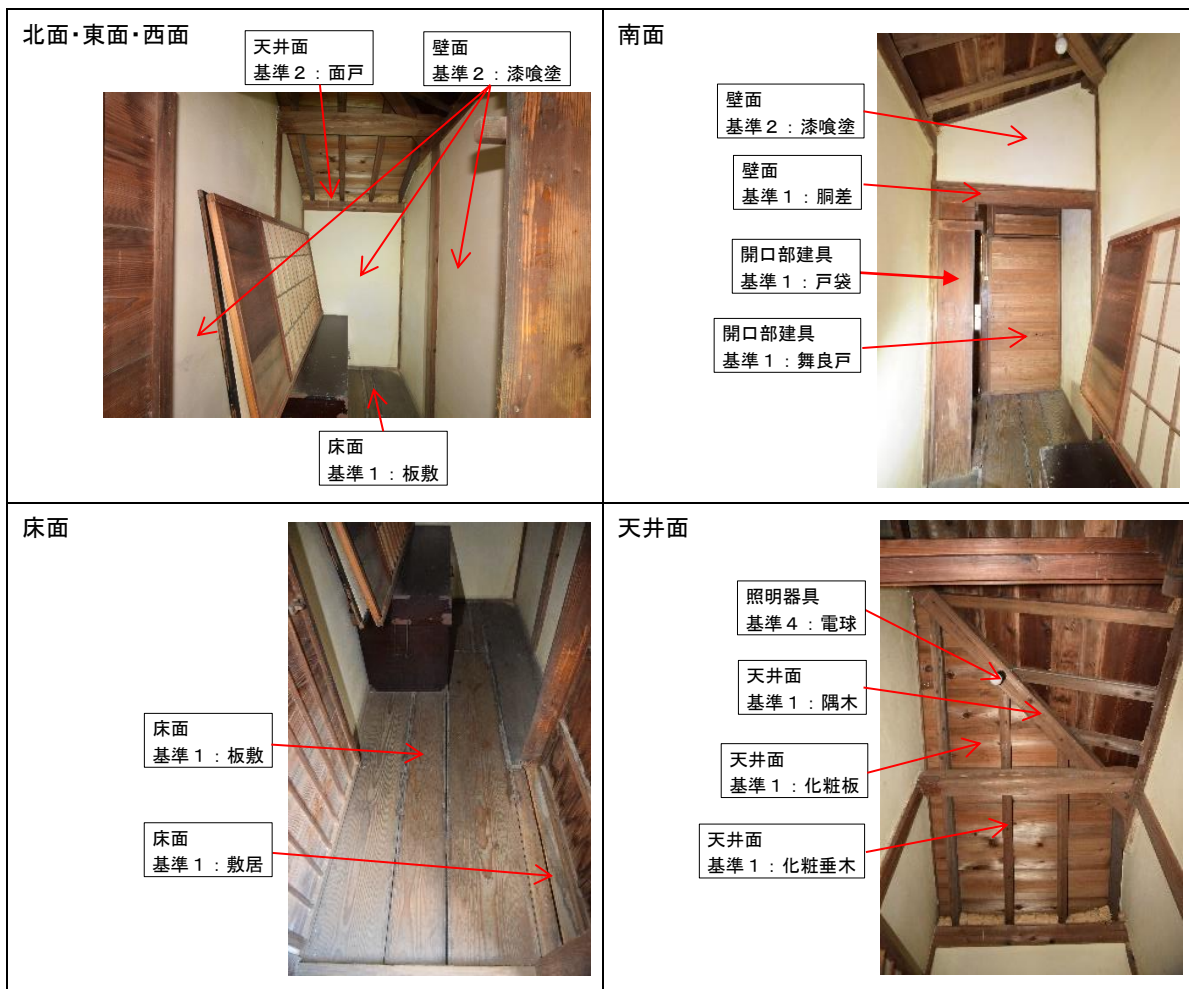 北面・東面・西面
天井面
基準2：面戸
壁面
基準2：漆喰塗
床面
基準1：板敷
南面
壁面
基準2：漆喰塗
壁面
基準1：胴差
開口部建具
基準1：戸袋
開口部建具
基準1：舞良戸
床面
床面
基準1：板敷
床面
基準1：敷居
天井面
照明器具
基準4：電球
天井面
基準1：隅木
天井面
基準1：化粧板
天井面
基準1：化粧垂木